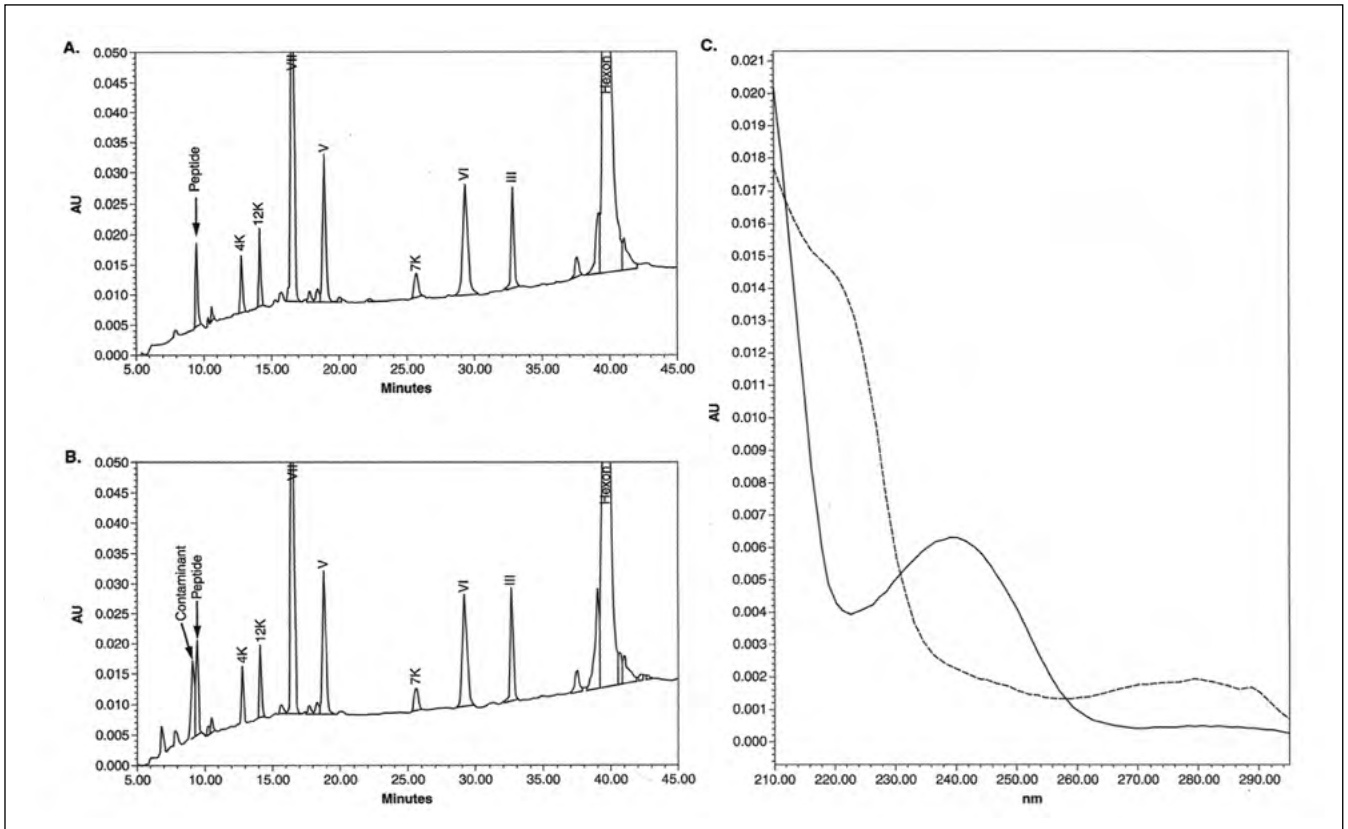 A.
0.050
0.045
0.040
0.035
0.030
0.025
0.020
0.015
0.010
0.005
0.000
AU
Peptide
4K
12K
VII
V
7K
VI
III
Hexon
5.00 10.00 15.00 20.00 25.00 30.00 35.00 40.00 45.00
Minutes
B.
0.050
0.045
0.040
0.035
0.030
0.025
0.020
0.015
0.010
0.005
0.000
AU
Contaminant
Peptide
4K
12K
VII
V
7K
VI
III
Hexon
5.00 10.00 15.00 20.00 25.00 30.00 35.00 40.00 45.00
Minutes
C.
0.021
0.020
0.019
0.018
0.017
0.016
0.015
0.014
0.013
0.012
0.011
0.010
0.009
0.008
0.007
0.006
0.005
0.004
0.003
0.002
0.001
0.000
AU
210.00 220.00 230.00 240.00 250.00 260.00 270.00 280.00 290.00
nm